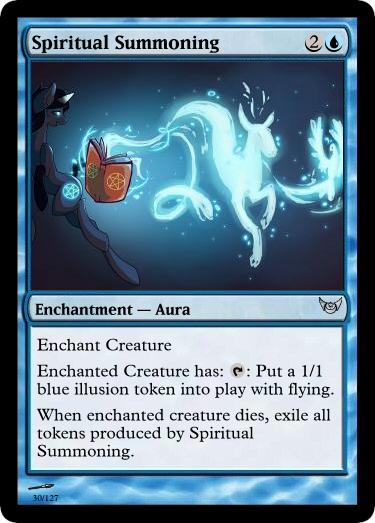 Spiritual Summoning 2
Enchantment — Aura
Enchant Creature
Enchanted Creature has: : Put a 1/1
blue illusion token into play with flying.
When enchanted creature dies, exile all
tokens produced by Spiritual
Summoning.
30/127